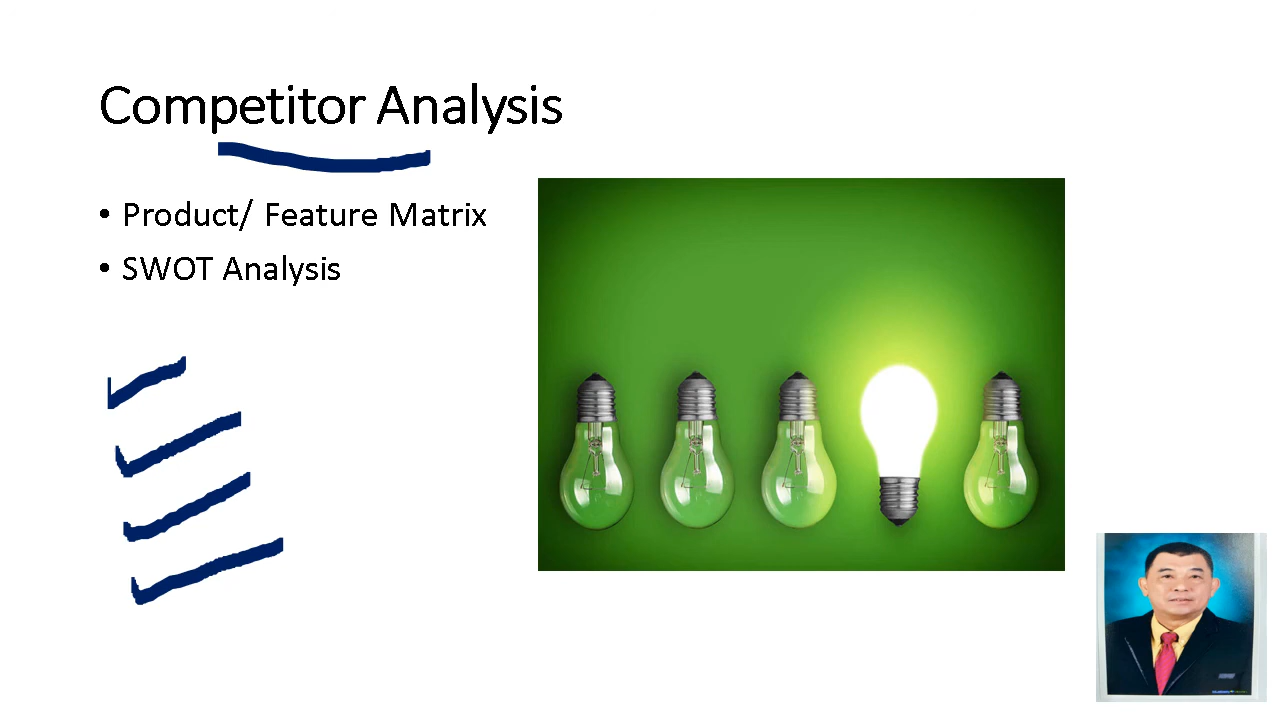 Competitor Analysis
• Product/ Feature Matrix
• SWOT Analysis